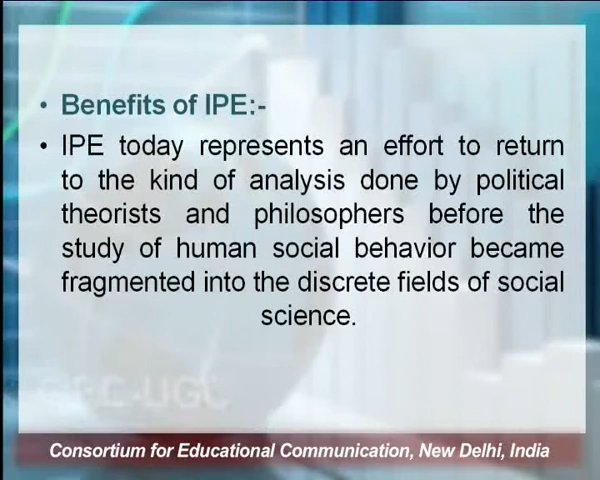 • Benefits of IPE:-
• IPE today represents an effort to return
to the kind of analysis done by political
theorists and philosophers before the
study of human social behavior became
fragmented into the discrete fields of social
science.
CEC-UGC
Consortium for Educational Communication, New Delhi, India